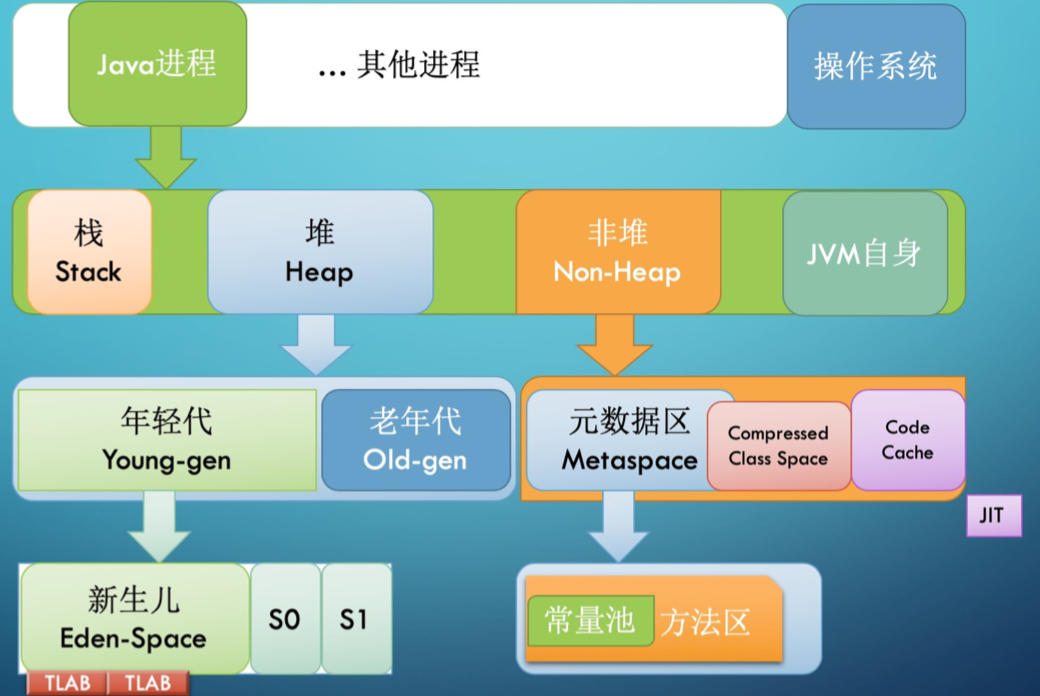 Java进程
... 其他进程
操作系统
栈
Stack
堆
Heap
非堆
Non-Heap
JVM自身
年轻代
Young-gen
老年代
Old-gen
元数据区
Metaspace
Compressed
Class Space
Code
Cache
JIT
新生儿
Eden-Space
S0
S1
常量池
方法区
TLAB
TLAB